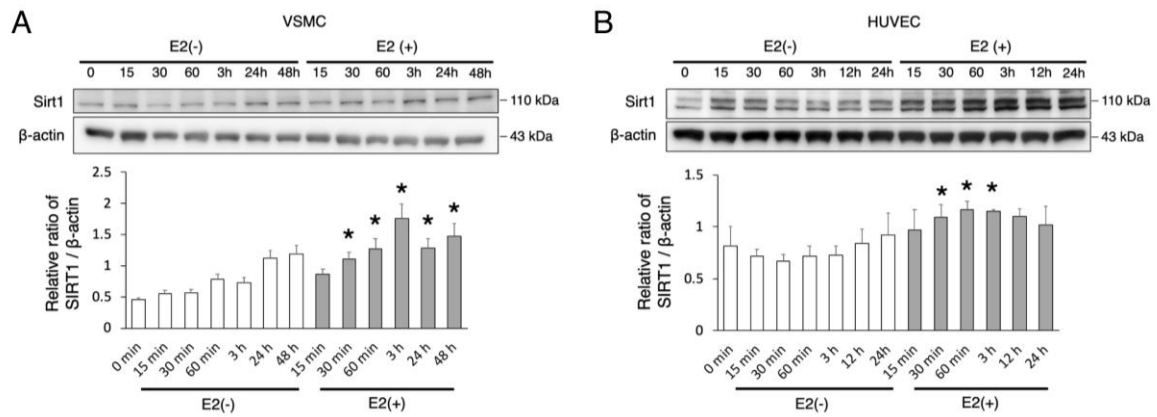 A
VSMC
E2(-) E2 (+)
0 15 30 60 3h 24h 48h 15 30 60 3h 24h 48h
Sirt1 110 kDa
β-actin 43 kDa
Relative ratio of
SIRT1 / β-actin
2.5
2
1.5
1
0.5
0
* * * * *
0 min 15 min 30 min 60 min 3 h 24 h 48 h 15 min 30 min 60 min 3 h 24 h 48 h
E2(-) E2(+)
B
HUVEC
E2(-) E2 (+)
0 15 30 60 3h 12h 24h 15 30 60 3h 12h 24h
Sirt1 110 kDa
β-actin 43 kDa
Relative ratio of
SIRT1 / β-actin
1.5
1
0.5
0
* * *
0 min 15 min 30 min 60 min 3 h 12 h 24h 15 min 30 min 60 min 3 h 12 h 24 h
E2(-) E2(+)